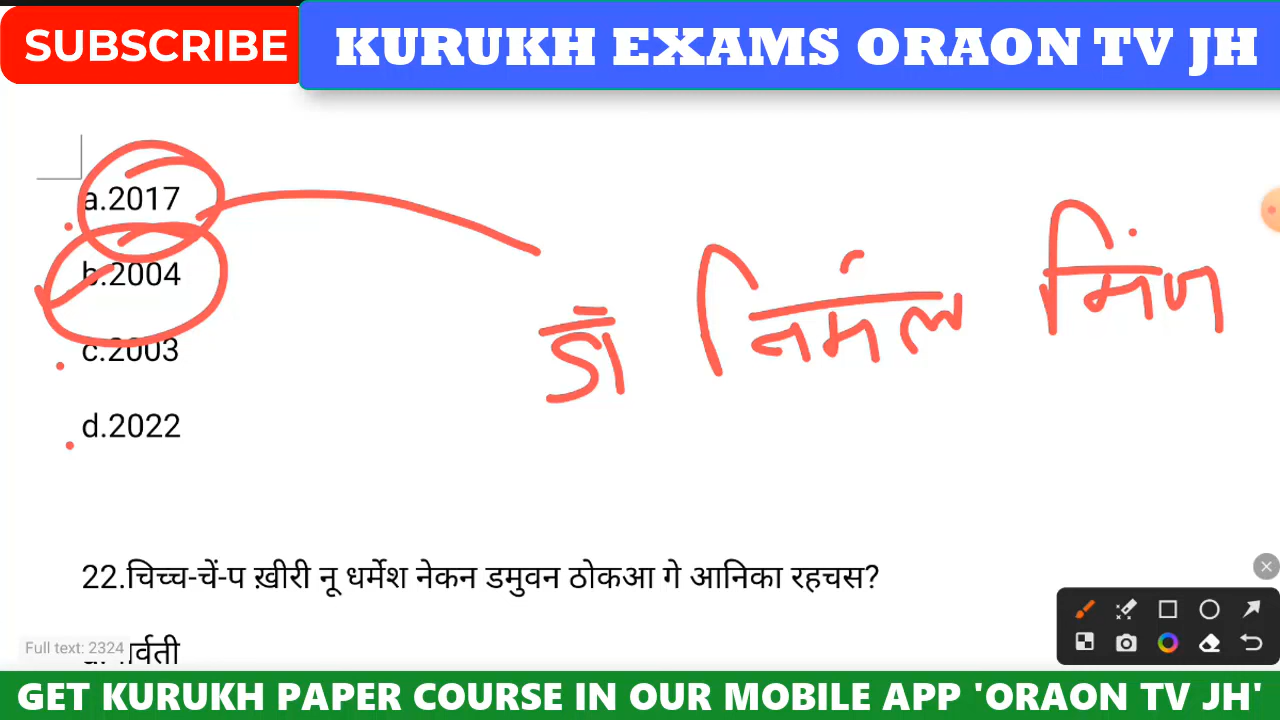 SUBSCRIBE
KURUKH EXAMS ORAON TV JH
a.2017
b.2004
c.2003
d.2022
डॉ निर्मल मिंज
22.चिच्च-चें-प ख़ीरी नू धर्मेश नेकन डमुवन ठोकआ गे आनिका रहचस?
Full text: 2324
GET KURUKH PAPER COURSE IN OUR MOBILE APP 'ORAON TV JH'